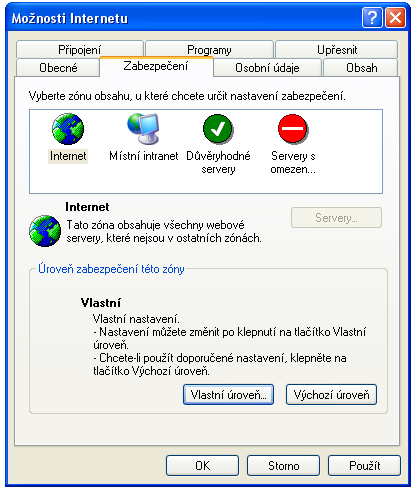 Možnosti Internetu
Připojení Programy Upřesnit
Obecné Zabezpečení Osobní údaje Obsah
Vyberte zónu obsahu, u které chcete určit nastavení zabezpečení.
Internet Místní intranet Důvěryhodné servery Servery s omezen...
Internet
Tato zóna obsahuje všechny webové
servery, které nejsou v ostatních zónách.
Servery...
Úroveň zabezpečení této zóny
Vlastní
Vlastní nastavení.
- Nastavení můžete změnit po klepnutí na tlačítko Vlastní
úroveň.
- Chcete-li použít doporučené nastavení, klepněte na
tlačítko Výchozí úroveň.
Vlastní úroveň... Výchozí úroveň
OK Storno Použít